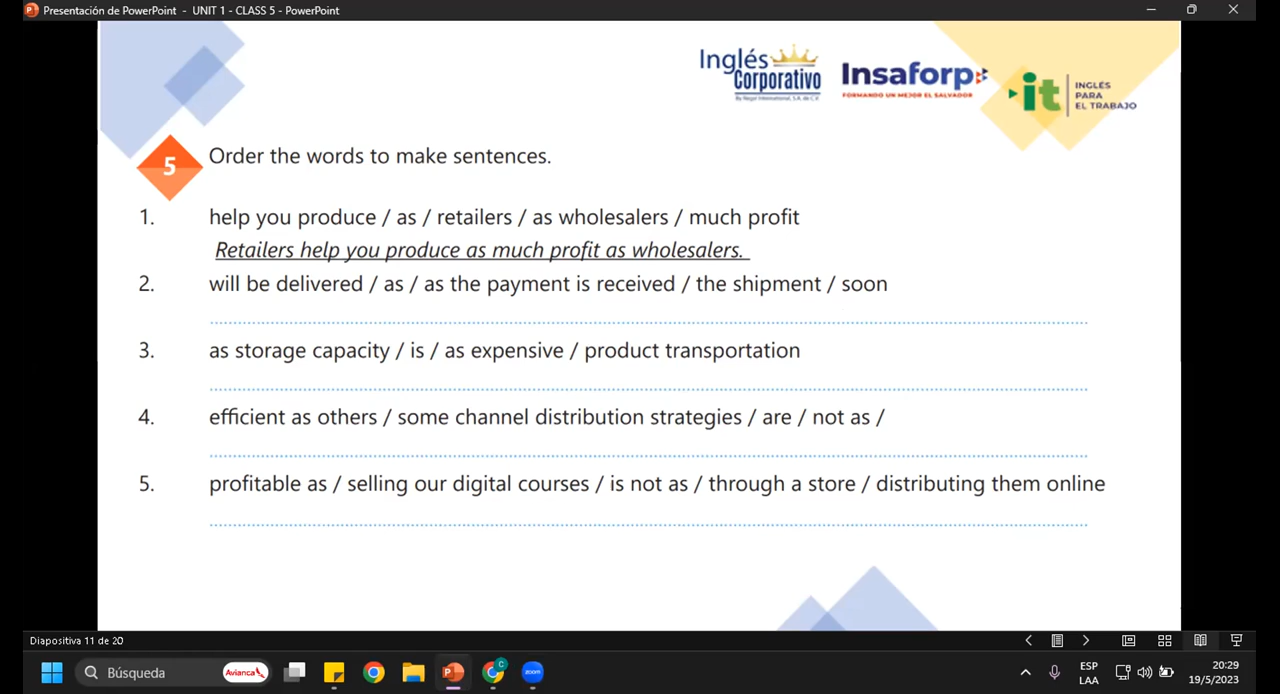 Presentación de PowerPoint - UNIT 1 - CLASS 5 - PowerPoint
Inglés
Corporativo
By Regal International, S.A. de C.V.
Insaforp
FORMANDO UN MEJOR EL SALVADOR
it
INGLÉS
PARA
EL TRABAJO
5
Order the words to make sentences.
1. help you produce / as / retailers / as wholesalers / much profit
Retailers help you produce as much profit as wholesalers.
2. will be delivered / as / as the payment is received / the shipment / soon
3. as storage capacity / is / as expensive / product transportation
4. efficient as others / some channel distribution strategies / are / not as /
5. profitable as / selling our digital courses / is not as / through a store / distributing them online
Diapositiva 11 de 20
Búsqueda
Avianca
C
zoom
ESP
LAA
20:29
19/5/2023